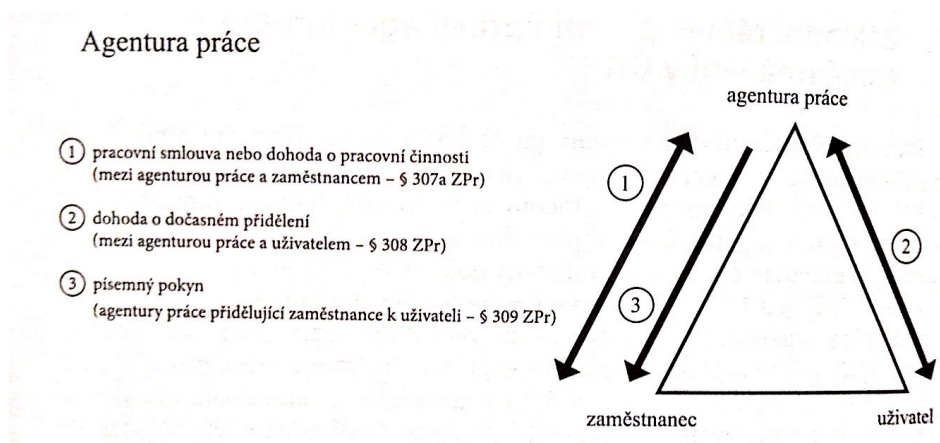 Agentura práce
① pracovní smlouva nebo dohoda o pracovní činnosti
(mezi agenturou práce a zaměstnancem – § 307a ZPr)
② dohoda o dočasném přidělení
(mezi agenturou práce a uživatelem – § 308 ZPr)
③ písemný pokyn
(agentury práce přidělující zaměstnance k uživateli – § 309 ZPr)
agentura práce
①
②
③
zaměstnanec
uživatel